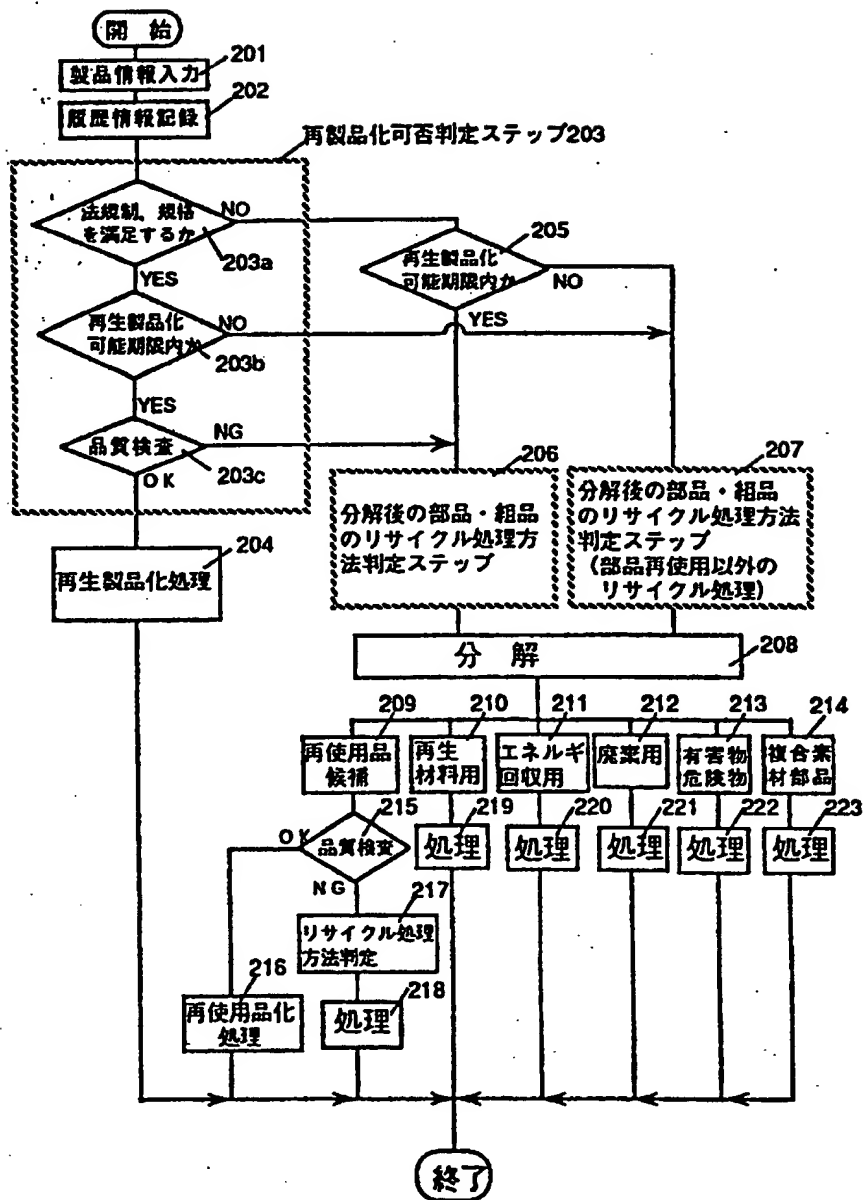 開 始
201
製品情報入力
202
履歴情報記録
再製品化可否判定ステップ203
法規制、規格
を満足するか
NO
203a
YES
205
再生製品化
可能期限内か
NO
YES
再生製品化
可能期限内か
NO
203b
YES
品質検査
NG
203c
OK
206
分解後の部品・組品
のリサイクル処理方
法判定ステップ
207
分解後の部品・組品
のリサイクル処理方法
判定ステップ
(部品再使用以外の
リサイクル処理)
204
再生製品化処理
分 解
208
209
再使用品
候補
210
再生
材料用
211
エネルギ
回収用
212
廃棄用
213
有害物
危険物
214
複合素
材部品
215
OK
品質検査
NG
219
処理
220
処理
221
処理
222
処理
223
処理
217
リサイクル処理
方法判定
216
再使用品化
処理
218
処理
終了